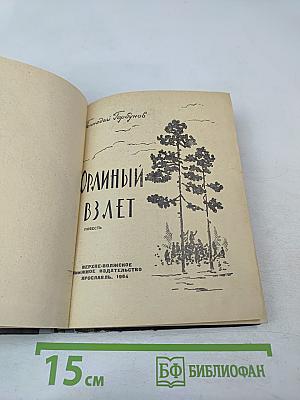 Геннадий Горбунов
ОРЛИНЫЙ
ВЗЛЕТ
ПОВЕСТЬ
ВЕРХНЕ-ВОЛЖСКОЕ
КНИЖНОЕ ИЗДАТЕЛЬСТВО
ЯРОСЛАВЛЬ, 1964
15 см
БФ БИБЛИОФАН